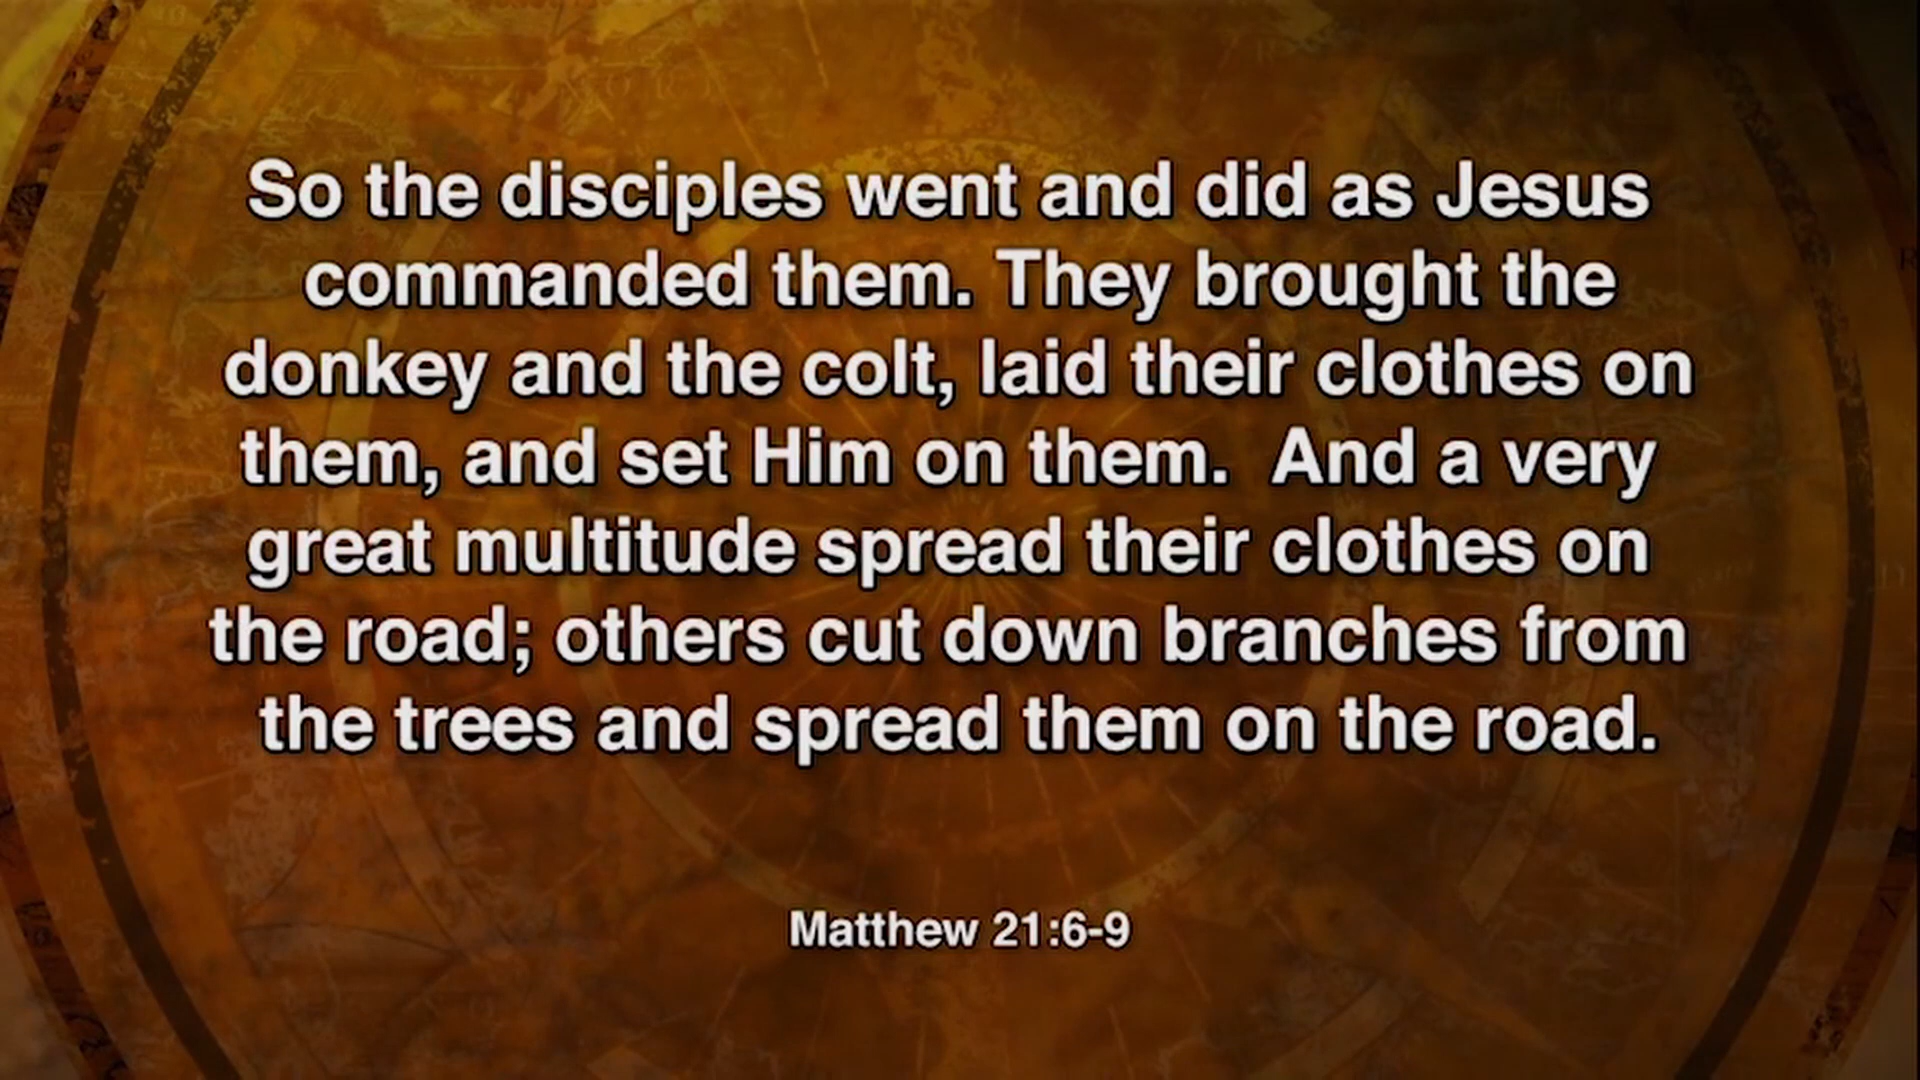 So the disciples went and did as Jesus
commanded them. They brought the
donkey and the colt, laid their clothes on
them, and set Him on them.  And a very
great multitude spread their clothes on
the road; others cut down branches from
the trees and spread them on the road.
Matthew 21:6-9